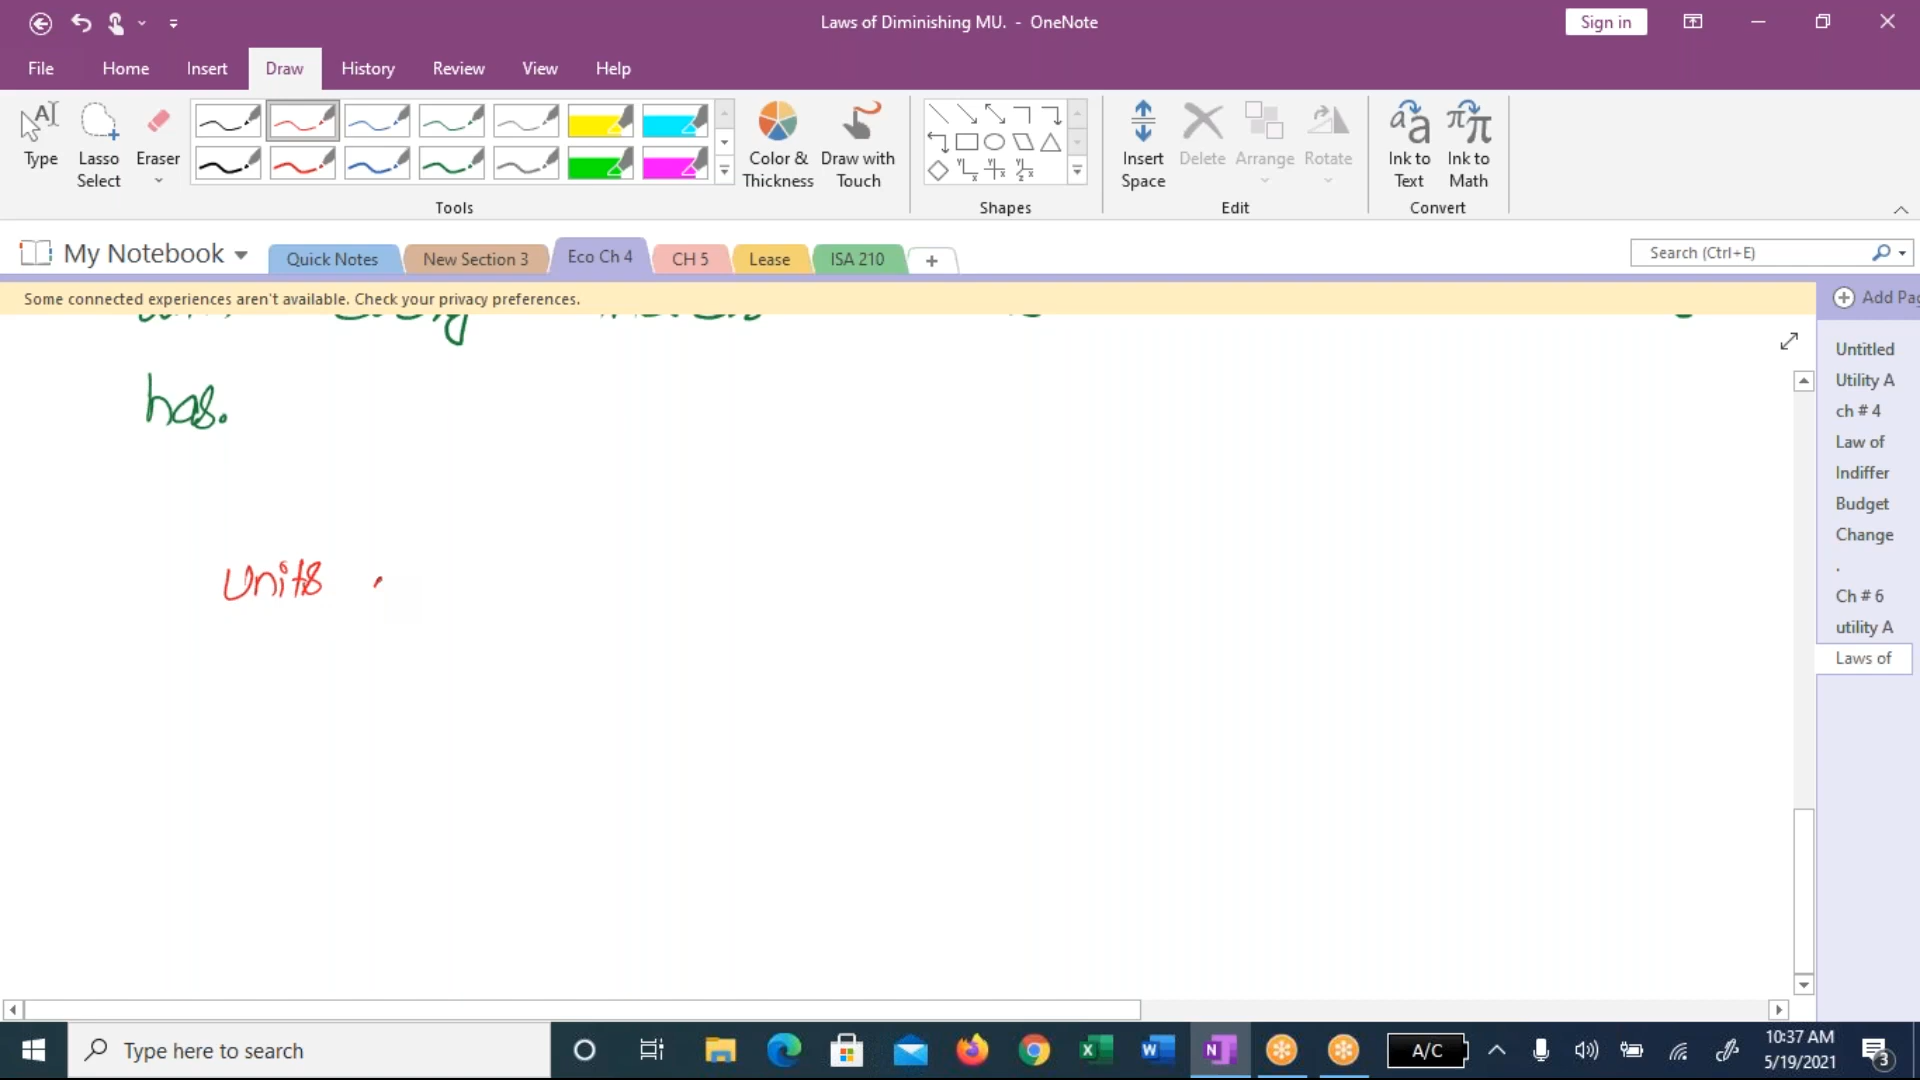 Laws of Diminishing MU. - OneNote
Sign in
File Home Insert Draw History Review View Help
Type
Lasso Select
Eraser
Color & Thickness
Draw with Touch
Insert Space
Delete
Arrange
Rotate
Ink to Text
Ink to Math
Tools
Shapes
Edit
Convert
My Notebook
Quick Notes
New Section 3
Eco Ch 4
CH 5
Lease
ISA 210
Search (Ctrl+E)
Some connected experiences aren't available. Check your privacy preferences.
Add Pag
has.
Units
Untitled
Utility A
ch # 4
Law of
Indiffer
Budget
Change
.
Ch # 6
utility A
Laws of
Type here to search
A/C
10:37 AM
5/19/2021
3